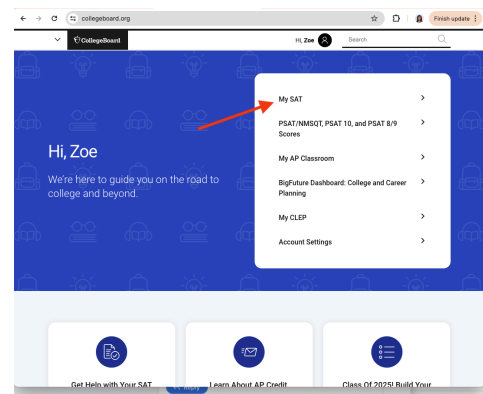 collegeboard.org
Finish update
CollegeBoard
Hi, Zoe
Search
My SAT
PSAT/NMSQT, PSAT 10, and PSAT 8/9
Scores
My AP Classroom
BigFuture Dashboard: College and Career
Planning
My CLEP
Account Settings
Hi, Zoe
We're here to guide you on the road to
college and beyond.
Get Help with Your SAT
Learn About AP Credit
Class Of 2025! Build Your
Reply